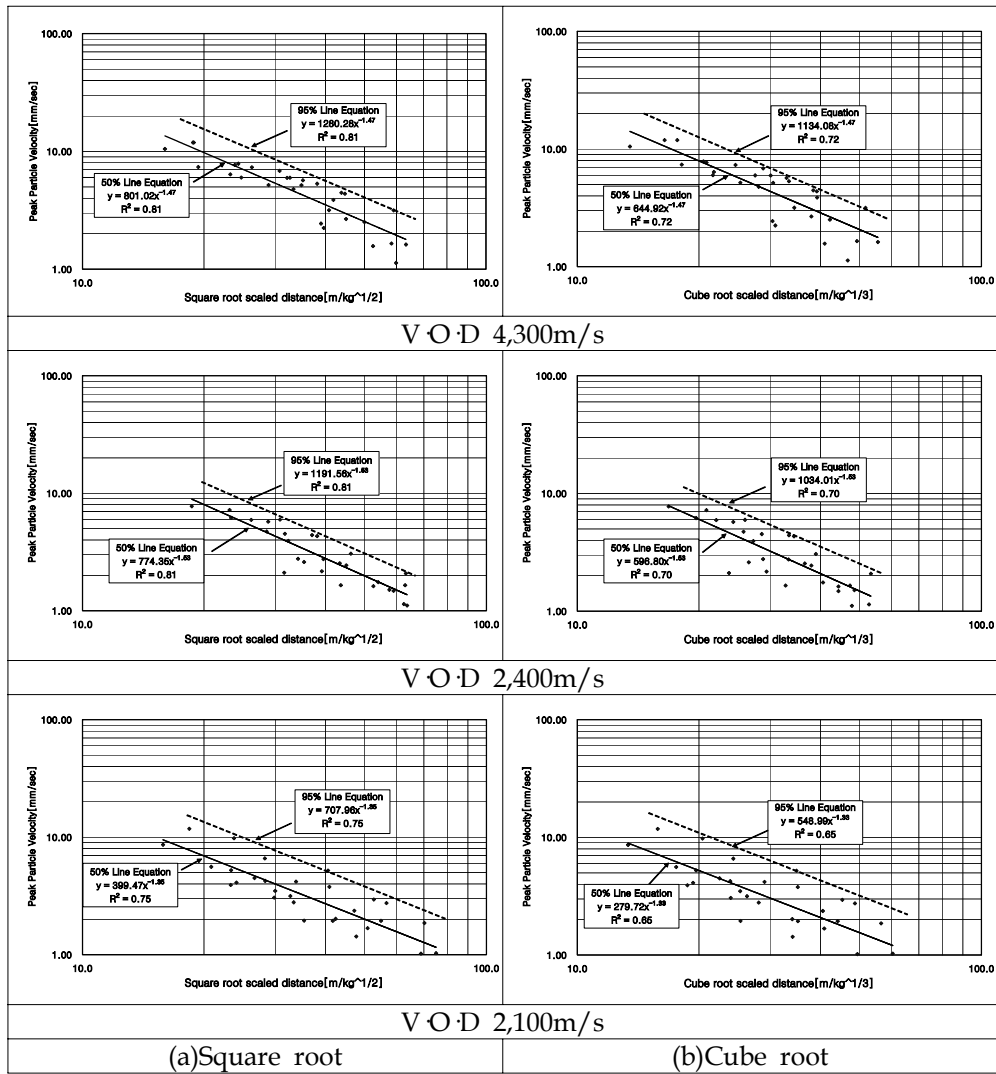 100.00
10.00
1.00
10.0
100.0
Peak Particle Velocity[mm/sec]
Square root scaled distance[m/kg^1/2]
95% Line Equation
y = 1280.28x^-1.47
R² = 0.81
50% Line Equation
y = 801.02x^-1.47
R² = 0.81
100.00
10.00
1.00
10.0
100.0
Peak Particle Velocity[mm/sec]
Cube root scaled distance[m/kg^1/3]
95% Line Equation
y = 1134.08x^-1.47
R² = 0.72
50% Line Equation
y = 644.92x^-1.47
R² = 0.72
V·O·D 4,300m/s
100.00
10.00
1.00
10.0
100.0
Peak Particle Velocity[mm/sec]
Square root scaled distance[m/kg^1/2]
95% Line Equation
y = 1191.56x^-1.53
R² = 0.81
50% Line Equation
y = 774.35x^-1.53
R² = 0.81
100.00
10.00
1.00
10.0
100.0
Peak Particle Velocity[mm/sec]
Cube root scaled distance[m/kg^1/3]
95% Line Equation
y = 1034.01x^-1.53
R² = 0.70
50% Line Equation
y = 596.80x^-1.53
R² = 0.70
V·O·D 2,400m/s
100.00
10.00
1.00
10.0
100.0
Peak Particle Velocity[mm/sec]
Square root scaled distance[m/kg^1/2]
95% Line Equation
y = 707.96x^-1.35
R² = 0.75
50% Line Equation
y = 399.47x^-1.35
R² = 0.75
100.00
10.00
1.00
10.0
100.0
Peak Particle Velocity[mm/sec]
Cube root scaled distance[m/kg^1/3]
95% Line Equation
y = 548.99x^-1.33
R² = 0.65
50% Line Equation
y = 279.72x^-1.33
R² = 0.65
V·O·D 2,100m/s
(a)Square root
(b)Cube root